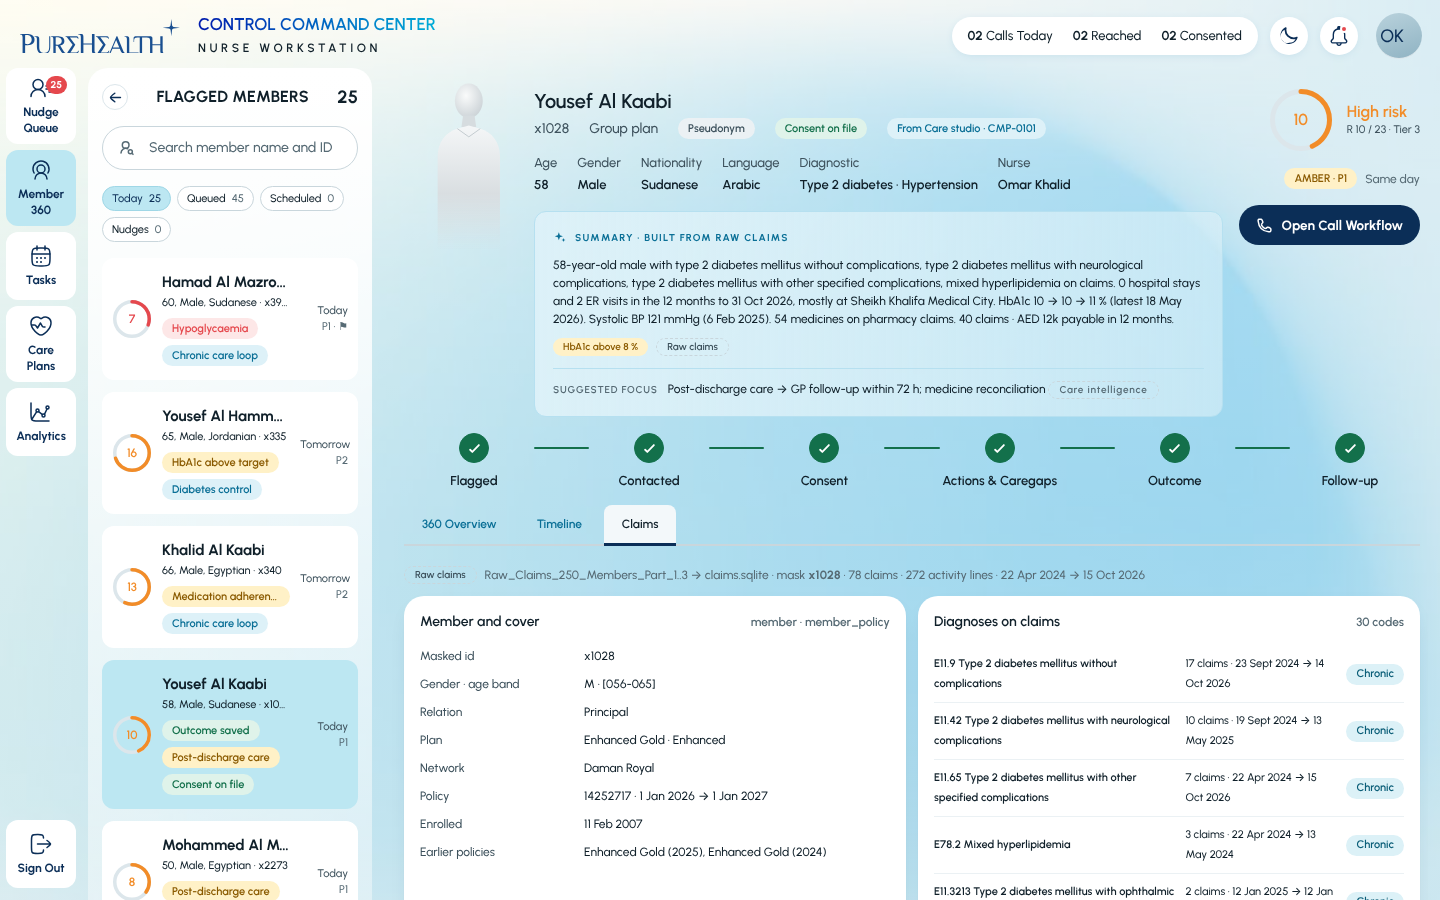 PUREHEALTH
CONTROL COMMAND CENTER
NURSE WORKSTATION
02 Calls Today 02 Reached 02 Consented
OK
25
Nudge
Queue
Member
360
Tasks
Care
Plans
Analytics
Sign Out
FLAGGED MEMBERS 25
Search member name and ID
Today 25 Queued 45 Scheduled 0
Nudges 0
Hamad Al Mazro...
60, Male, Sudanese · x39...
7
Hypoglycaemia
Chronic care loop
Today
P1 · ⚑
Yousef Al Hamm...
65, Male, Jordanian · x335
16
HbA1c above target
Diabetes control
Tomorrow
P2
Khalid Al Kaabi
66, Male, Egyptian · x340
13
Medication adheren...
Chronic care loop
Tomorrow
P2
Yousef Al Kaabi
58, Male, Sudanese · x10...
10
Outcome saved
Post-discharge care
Consent on file
Today
P1
Mohammed Al M...
50, Male, Egyptian · x2273
8
Post-discharge care
Today
P1
Yousef Al Kaabi
x1028 Group plan Pseudonym Consent on file From Care studio · CMP-0101
Age Gender Nationality Language Diagnostic Nurse
58 Male Sudanese Arabic Type 2 diabetes · Hypertension Omar Khalid
10
High risk
R 10 / 23 · Tier 3
AMBER · P1 Same day
Open Call Workflow
SUMMARY · BUILT FROM RAW CLAIMS
58-year-old male with type 2 diabetes mellitus without complications, type 2 diabetes mellitus with neurological
complications, type 2 diabetes mellitus with other specified complications, mixed hyperlipidemia on claims. 0 hospital stays
and 2 ER visits in the 12 months to 31 Oct 2026, mostly at Sheikh Khalifa Medical City. HbA1c 10 → 10 → 11 % (latest 18 May
2026). Systolic BP 121 mmHg (6 Feb 2025). 54 medicines on pharmacy claims. 40 claims · AED 12k payable in 12 months.
HbA1c above 8 % Raw claims
SUGGESTED FOCUS Post-discharge care → GP follow-up within 72 h; medicine reconciliation Care intelligence
Flagged Contacted Consent Actions & Caregaps Outcome Follow-up
360 Overview Timeline Claims
Raw claims Raw_Claims_250_Members_Part_1..3 → claims.sqlite · mask x1028 · 78 claims · 272 activity lines · 22 Apr 2024 → 15 Oct 2026
Member and cover member · member_policy
Masked id x1028
Gender · age band M · [056-065]
Relation Principal
Plan Enhanced Gold · Enhanced
Network Daman Royal
Policy 14252717 · 1 Jan 2026 → 1 Jan 2027
Enrolled 11 Feb 2007
Earlier policies Enhanced Gold (2025), Enhanced Gold (2024)
Diagnoses on claims 30 codes
E11.9 Type 2 diabetes mellitus without
complications
17 claims · 23 Sept 2024 → 14
Oct 2026
Chronic
E11.42 Type 2 diabetes mellitus with neurological
complications
10 claims · 19 Sept 2024 → 13
May 2025
Chronic
E11.65 Type 2 diabetes mellitus with other
specified complications
7 claims · 22 Apr 2024 → 15
Oct 2026
Chronic
E78.2 Mixed hyperlipidemia
3 claims · 22 Apr 2024 → 13
May 2024
Chronic
E11.3213 Type 2 diabetes mellitus with ophthalmic
2 claims · 12 Jan 2025 → 12 Jan